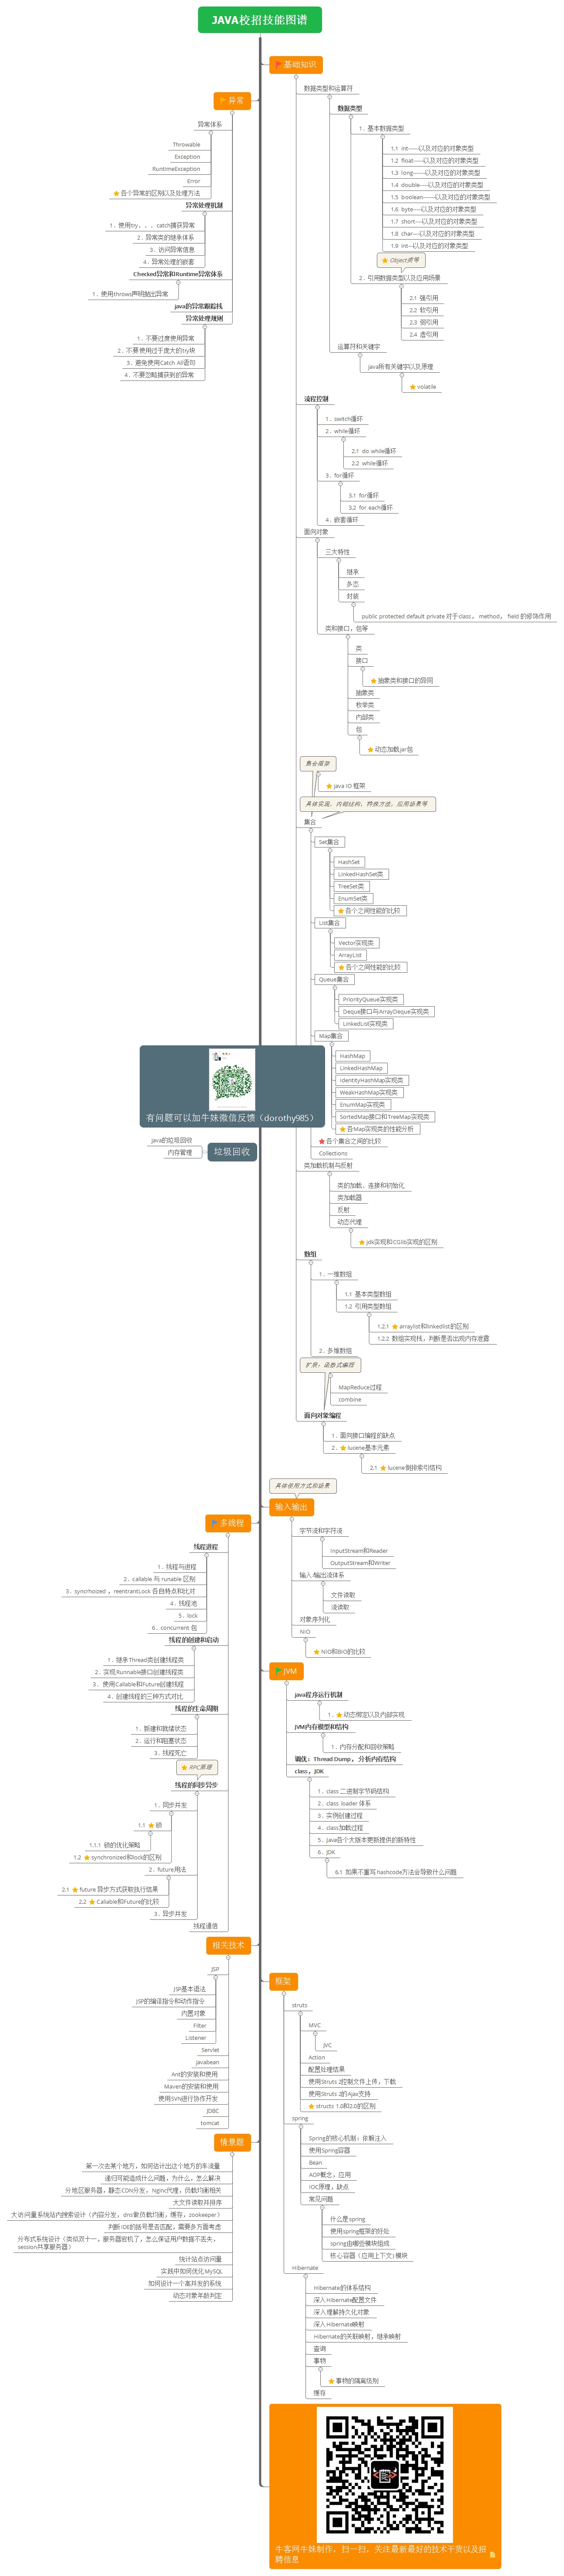 JAVA校招技能图谱
基础知识
数据类型和运算符
数据类型
1. 基本数据类型
1.1 int-----以及对应的对象类型
1.2 float-----以及对应的对象类型
1.3 long------以及对应的对象类型
1.4 double----以及对应的对象类型
1.5 boolean------以及对应的对象类型
1.6 byte----以及对应的对象类型
1.7 short----以及对应的对象类型
1.8 char----以及对应的对象类型
1.9 int---以及对应的对象类型
Object类等
2. 引用数据类型以及应用场景
2.1 强引用
2.2 软引用
2.3 弱引用
2.4 虚引用
运算符和关键字
java所有关键字以及原理
volatile
流程控制
1. switch循环
2. while循环
2.1 do while循环
2.2 while循环
3. for循环
3.1 for循环
3.2 for each循环
4. 嵌套循环
面向对象
三大特性
继承
多态
封装
public protected default private 对于class， method， field 的修饰作用
类和接口，包等
类
接口
抽象类和接口的异同
抽象类
枚举类
内部类
包
动态加载jar包
集合框架
java IO 框架
具体实现、内部结构，特殊方法，应用场景等
集合
Set集合
HashSet
LinkedHashSet类
TreeSet类
EnumSet类
各个之间性能的比较
List集合
Vector实现类
ArrayList
各个之间性能的比较
Queue集合
PriorityQueue实现类
Deque接口与ArrayDeque实现类
LinkedList实现类
Map集合
HashMap
LinkedHashMap
IdentityHashMap实现类
WeakHashMap实现类
EnumMap实现类
SortedMap接口和TreeMap实现类
各Map实现类的性能分析
各个集合之间的比较
Collections
类加载机制与反射
类的加载、连接和初始化
类加载器
反射
动态代理
jdk实现和CGlib实现的区别
数组
1. 一维数组
1.1 基本类型数组
1.2 引用类型数组
1.2.1 arraylist和linkedlist的区别
1.2.2 数组实现栈，判断是否出现内存泄露
2. 多维数组
扩展：函数式编程
MapReduce过程
combine
面向对象编程
1. 面向接口编程的缺点
2. lucene基本元素
2.1 lucene倒排索引结构
具体使用方式和场景
输入输出
字节流和字符流
InputStream和Reader
OutputStream和Writer
输入/输出流体系
文件读取
流读取
对象序列化
NIO
NIO和BIO的比较
JVM
java程序运行机制
1. 动态绑定以及内部实现
JVM内存模型和结构
1. 内存分配和回收策略
调优：Thread Dump， 分析内存结构
class，JDK
1. class 二进制字节码结构
2. class loader 体系
3. 实例创建过程
4. class加载过程
5. Java各个大版本更新提供的新特性
6. JDK
6.1 如果不重写 hashcode方法会导致什么问题
框架
struts
MVC
JVC
Action
配置处理结果
使用Struts 2控制文件上传，下载
使用Struts 2的Ajax支持
structs 1.0和2.0的区别
spring
Spring的核心机制：依赖注入
使用Spring容器
Bean
AOP概念，应用
IOC原理，缺点
常见问题
什么是spring
使用spring框架的好处
spring由哪些模块组成
核心容器（应用上下文) 模块
Hibernate
Hibernate的体系结构
深入Hibernate配置文件
深入理解持久化对象
深入Hibernate映射
Hibernate的关联映射，继承映射
查询
事物
事物的隔离级别
缓存
牛客网牛妹制作，扫一扫，关注最新最好的技术干货以及招
聘信息
异常
异常体系
Throwable
Exception
RuntimeException
Error
各个异常的区别以及处理方法
异常处理机制
1. 使用try。。。catch捕获异常
2. 异常类的继承体系
3. 访问异常信息
4. 异常处理的嵌套
Checked异常和Runtime异常体系
1. 使用throws声明抛出异常
java的异常跟踪栈
异常处理规则
1. 不要过度使用异常
2. 不要使用过于庞大的try块
3. 避免使用Catch All语句
4. 不要忽略捕获到的异常
有问题可以加牛妹微信反馈（dorothy985）
垃圾回收
java的垃圾回收
内存管理
多线程
线程进程
1. 线程与进程
2. callable 与 runable 区别
3. syncrhoized ，reentrantLock 各自特点和比对
4. 线程池
5. lock
6. concurrent 包
线程的创建和启动
1. 继承Thread类创建线程类
2. 实现Runnable接口创建线程类
3. 使用Callable和Future创建线程
4. 创建线程的三种方式对比
线程的生命周期
1. 新建和就绪状态
2. 运行和阻塞状态
3. 线程死亡
RPC原理
线程的同步异步
1. 同步并发
1.1 锁
1.1.1 锁的优化策略
1.2 synchronized和lock的区别
2. future用法
2.1 future 异步方式获取执行结果
2.2 Callable和Future的比较
3. 异步并发
线程通信
相关技术
JSP
JSP基本语法
JSP的编译指令和动作指令
内置对象
Filter
Listener
Servlet
javabean
Ant的安装和使用
Maven的安装和使用
使用SVN进行协作开发
JDBC
tomcat
情景题
第一次去某个地方，如何估计出这个地方的车流量
递归可能造成什么问题，为什么，怎么解决
分地区服务器，静态CDN分发，Nginc代理，负载均衡相关
大文件读取并排序
大访问量系统站内搜索设计（内容分发，dns衡负载均衡，缓存，zookeeper）
判断IDE的括号是否匹配，需要多方面考虑
分布式系统设计（类似双十一，服务器宕机了，怎么保证用户数据不丢失，
session共享服务器）
统计站点访问量
实践中如何优化MySQL
如何设计一个高并发的系统
动态对象年龄判定